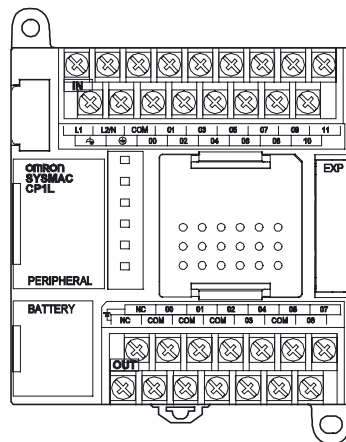 IN
L1 L2/N COM 01 03 05 07 09 11
00 02 04 06 08 10
OMRON
SYSMAC
CP1L
EXP
PERIPHERAL
BATTERY
NC 00 01 02 04 05 07
NC COM COM COM 03 COM 06
OUT